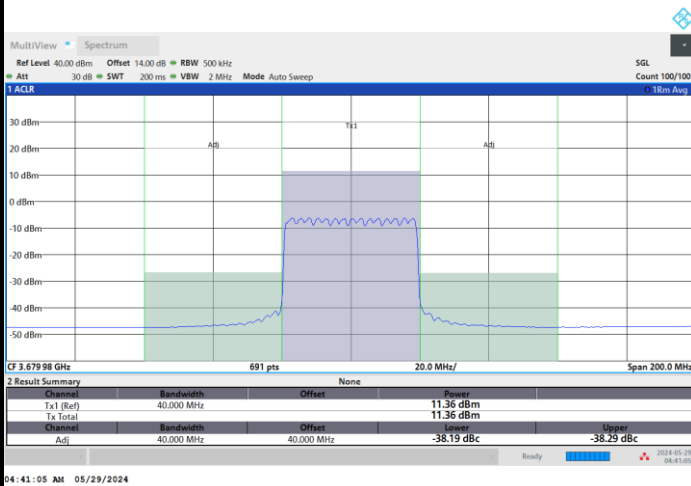 MultiView Spectrum
Ref Level 40.00 dBm Offset 14.00 dB RBW 500 kHz SGL
Att 30 dB SWT 200 ms VBW 2 MHz Mode Auto Sweep Count 100/100
1 ACLR 1Rm Avg
30 dBm
Tx1
20 dBm
Adj Adj
10 dBm
0 dBm
-10 dBm
-20 dBm
-30 dBm
-40 dBm
-50 dBm
CF 3.679 98 GHz 691 pts 20.0 MHz/ Span 200.0 MHz
2 Result Summary None
Channel Bandwidth Offset Power
Tx1 (Ref) 40.000 MHz 11.36 dBm
Tx Total 11.36 dBm
Channel Bandwidth Offset Lower Upper
Adj 40.000 MHz 40.000 MHz -38.19 dBc -38.29 dBc
Ready 2024-05-29
04:41:05
04:41:05 AM 05/29/2024